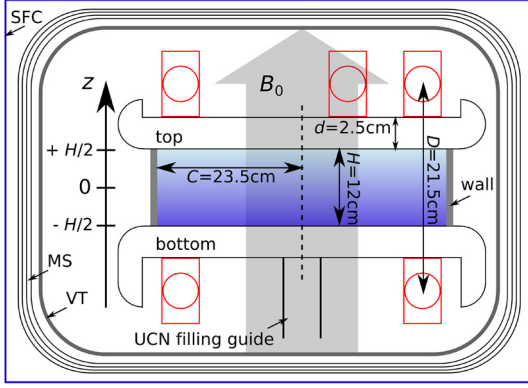 SFC
z
B0
top
d=2.5cm
+ H/2
C=23.5cm
H=12cm
D=21.5cm
wall
0
- H/2
bottom
MS
VT
UCN filling guide